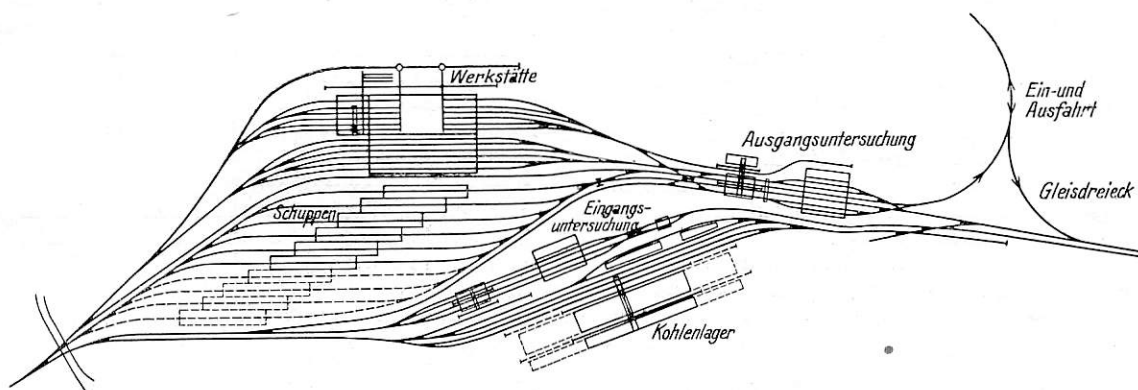 Werkstätte
Ein- und
Ausfahrt
Ausgangsuntersuchung
Gleisdreieck
Schuppen
Eingangs-
untersuchung
Kohlenlager